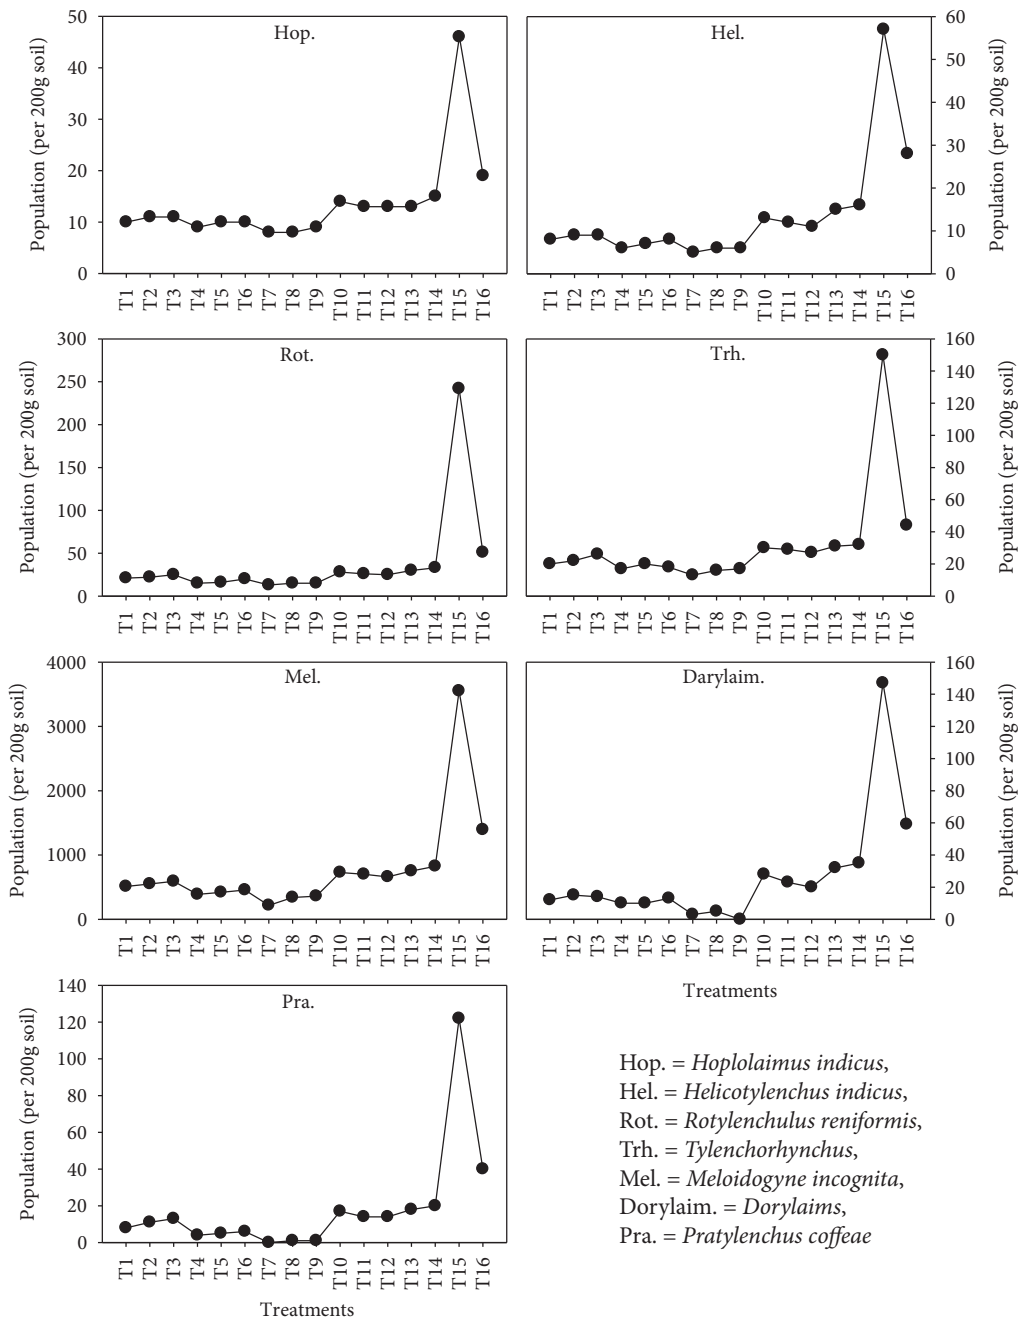 Hop.
Population (per 200g soil)
50
40
30
20
10
0
T1 T2 T3 T4 T5 T6 T7 T8 T9 T10 T11 T12 T13 T14 T15 T16
Hel.
60
50
40
30
20
10
0
Population (per 200g soil)
T1 T2 T3 T4 T5 T6 T7 T8 T9 T10 T11 T12 T13 T14 T15 T16
Rot.
Population (per 200g soil)
300
250
200
150
100
50
0
T1 T2 T3 T4 T5 T6 T7 T8 T9 T10 T11 T12 T13 T14 T15 T16
Trh.
160
140
120
100
80
60
40
20
0
Population (per 200g soil)
T1 T2 T3 T4 T5 T6 T7 T8 T9 T10 T11 T12 T13 T14 T15 T16
Mel.
Population (per 200g soil)
4000
3000
2000
1000
0
T1 T2 T3 T4 T5 T6 T7 T8 T9 T10 T11 T12 T13 T14 T15 T16
Darylaim.
160
140
120
100
80
60
40
20
0
Population (per 200g soil)
T1 T2 T3 T4 T5 T6 T7 T8 T9 T10 T11 T12 T13 T14 T15 T16
Treatments
Pra.
Population (per 200g soil)
140
120
100
80
60
40
20
0
T1 T2 T3 T4 T5 T6 T7 T8 T9 T10 T11 T12 T13 T14 T15 T16
Treatments
Hop. = Hoplolaimus indicus,
Hel. = Helicotylenchus indicus,
Rot. = Rotylenchulus reniformis,
Trh. = Tylenchorhynchus,
Mel. = Meloidogyne incognita,
Dorylaim. = Dorylaims,
Pra. = Pratylenchus coffeae